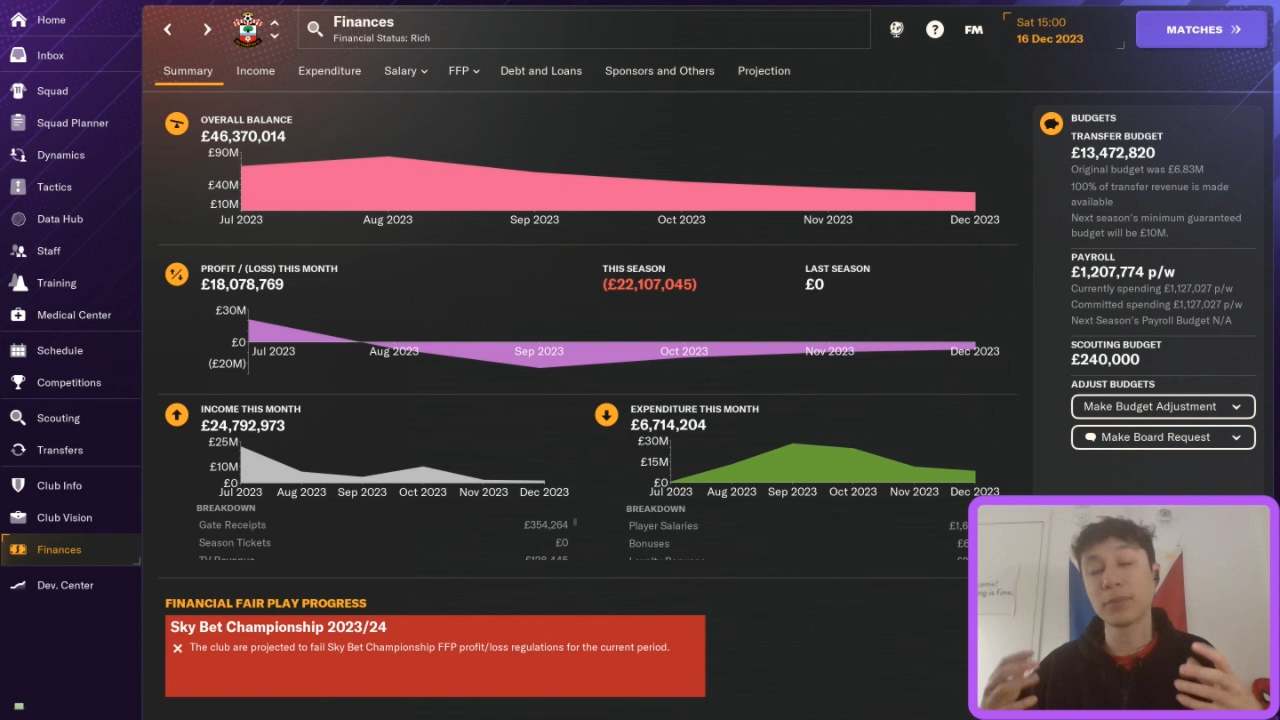 Home
Inbox
Squad
Squad Planner
Dynamics
Tactics
Data Hub
Staff
Training
Medical Center
Schedule
Competitions
Scouting
Transfers
Club Info
Club Vision
Finances
Dev. Center
Finances
Financial Status: Rich
FM
Sat 15:00
16 Dec 2023
MATCHES
Summary
Income
Expenditure
Salary
FFP
Debt and Loans
Sponsors and Others
Projection
OVERALL BALANCE
£46,370,014
£90M
£40M
£10M
Jul 2023 Aug 2023 Sep 2023 Oct 2023 Nov 2023 Dec 2023
PROFIT / (LOSS) THIS MONTH
£18,078,769
THIS SEASON
(£22,107,045)
LAST SEASON
£0
£30M
£0
(£20M)
Jul 2023 Aug 2023 Sep 2023 Oct 2023 Nov 2023 Dec 2023
INCOME THIS MONTH
£24,792,973
£25M
£10M
£0
Jul 2023 Aug 2023 Sep 2023 Oct 2023 Nov 2023 Dec 2023
BREAKDOWN
Gate Receipts £354,264
Season Tickets £0
TV Revenue £128,445
EXPENDITURE THIS MONTH
£6,714,204
£30M
£15M
£0
Jul 2023 Aug 2023 Sep 2023 Oct 2023 Nov 2023 Dec 2023
BREAKDOWN
Player Salaries
Bonuses
Loyalty Bonuses
FINANCIAL FAIR PLAY PROGRESS
Sky Bet Championship 2023/24
The club are projected to fail Sky Bet Championship FFP profit/loss regulations for the current period.
BUDGETS
TRANSFER BUDGET
£13,472,820
Original budget was £6.83M
100% of transfer revenue is made
available
Next season's minimum guaranteed
budget will be £10M.
PAYROLL
£1,207,774 p/w
Currently spending £1,127,027 p/w
Committed spending £1,127,027 p/w
Next Season's Payroll Budget N/A
SCOUTING BUDGET
£240,000
ADJUST BUDGETS
Make Budget Adjustment
Make Board Request